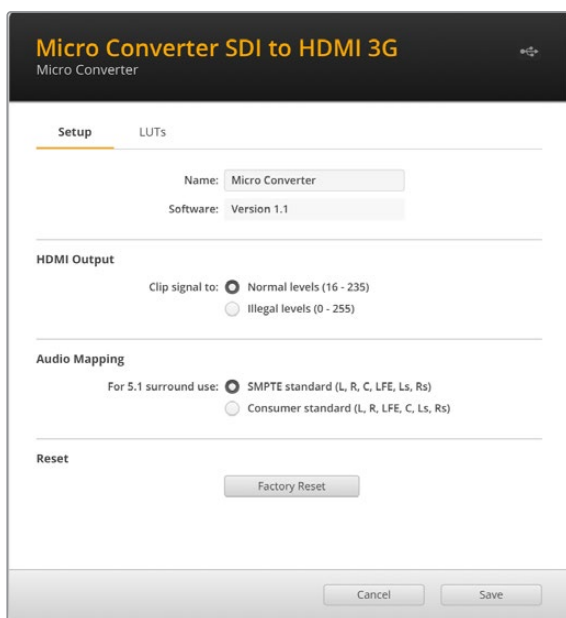 Micro Converter SDI to HDMI 3G
Micro Converter
Setup LUTs
Name: Micro Converter
Software: Version 1.1
HDMI Output
Clip signal to: Normal levels (16 - 235)
Illegal levels (0 - 255)
Audio Mapping
For 5.1 surround use: SMPTE standard (L, R, C, LFE, Ls, Rs)
Consumer standard (L, R, LFE, C, Ls, Rs)
Reset
Factory Reset
Cancel Save